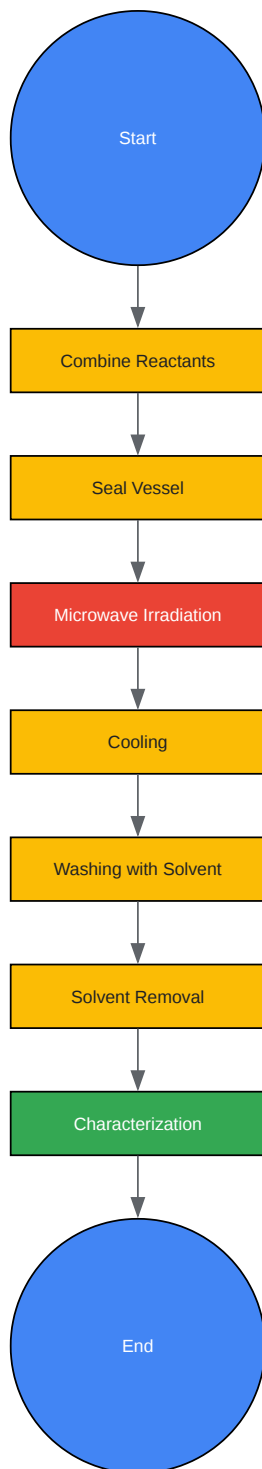 Start
Combine Reactants
Seal Vessel
Microwave Irradiation
Cooling
Washing with Solvent
Solvent Removal
Characterization
End